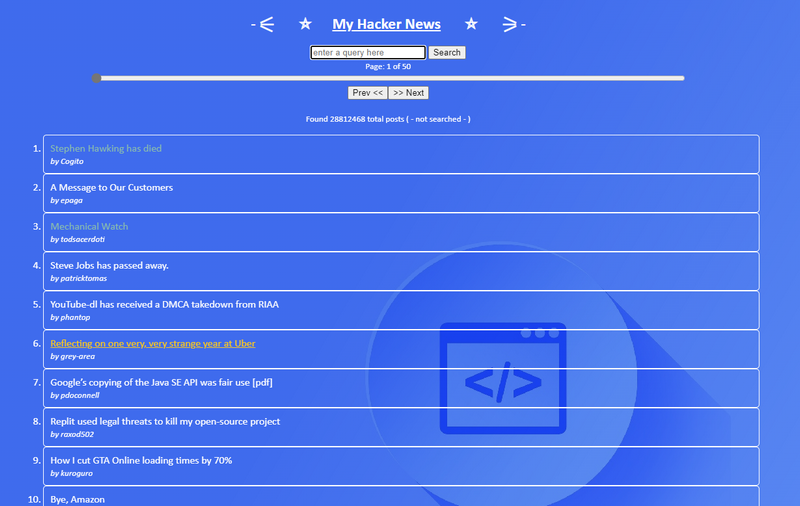 - ⋲ ☆ My Hacker News ☆ ⋺ -
enter a query here Search
Page: 1 of 50
Prev << >> Next
Found 28812468 total posts ( - not searched - )
1. Stephen Hawking has died
by Cogito
2. A Message to Our Customers
by epaga
3. Mechanical Watch
by todsacerdoti
4. Steve Jobs has passed away.
by patricktomas
5. YouTube-dl has received a DMCA takedown from RIAA
by phantop
6. Reflecting on one very, very strange year at Uber
by grey-area
7. Google’s copying of the Java SE API was fair use [pdf]
by pdoconnell
8. Replit used legal threats to kill my open-source project
by raxod502
9. How I cut GTA Online loading times by 70%
by kuroguro
10. Bye, Amazon